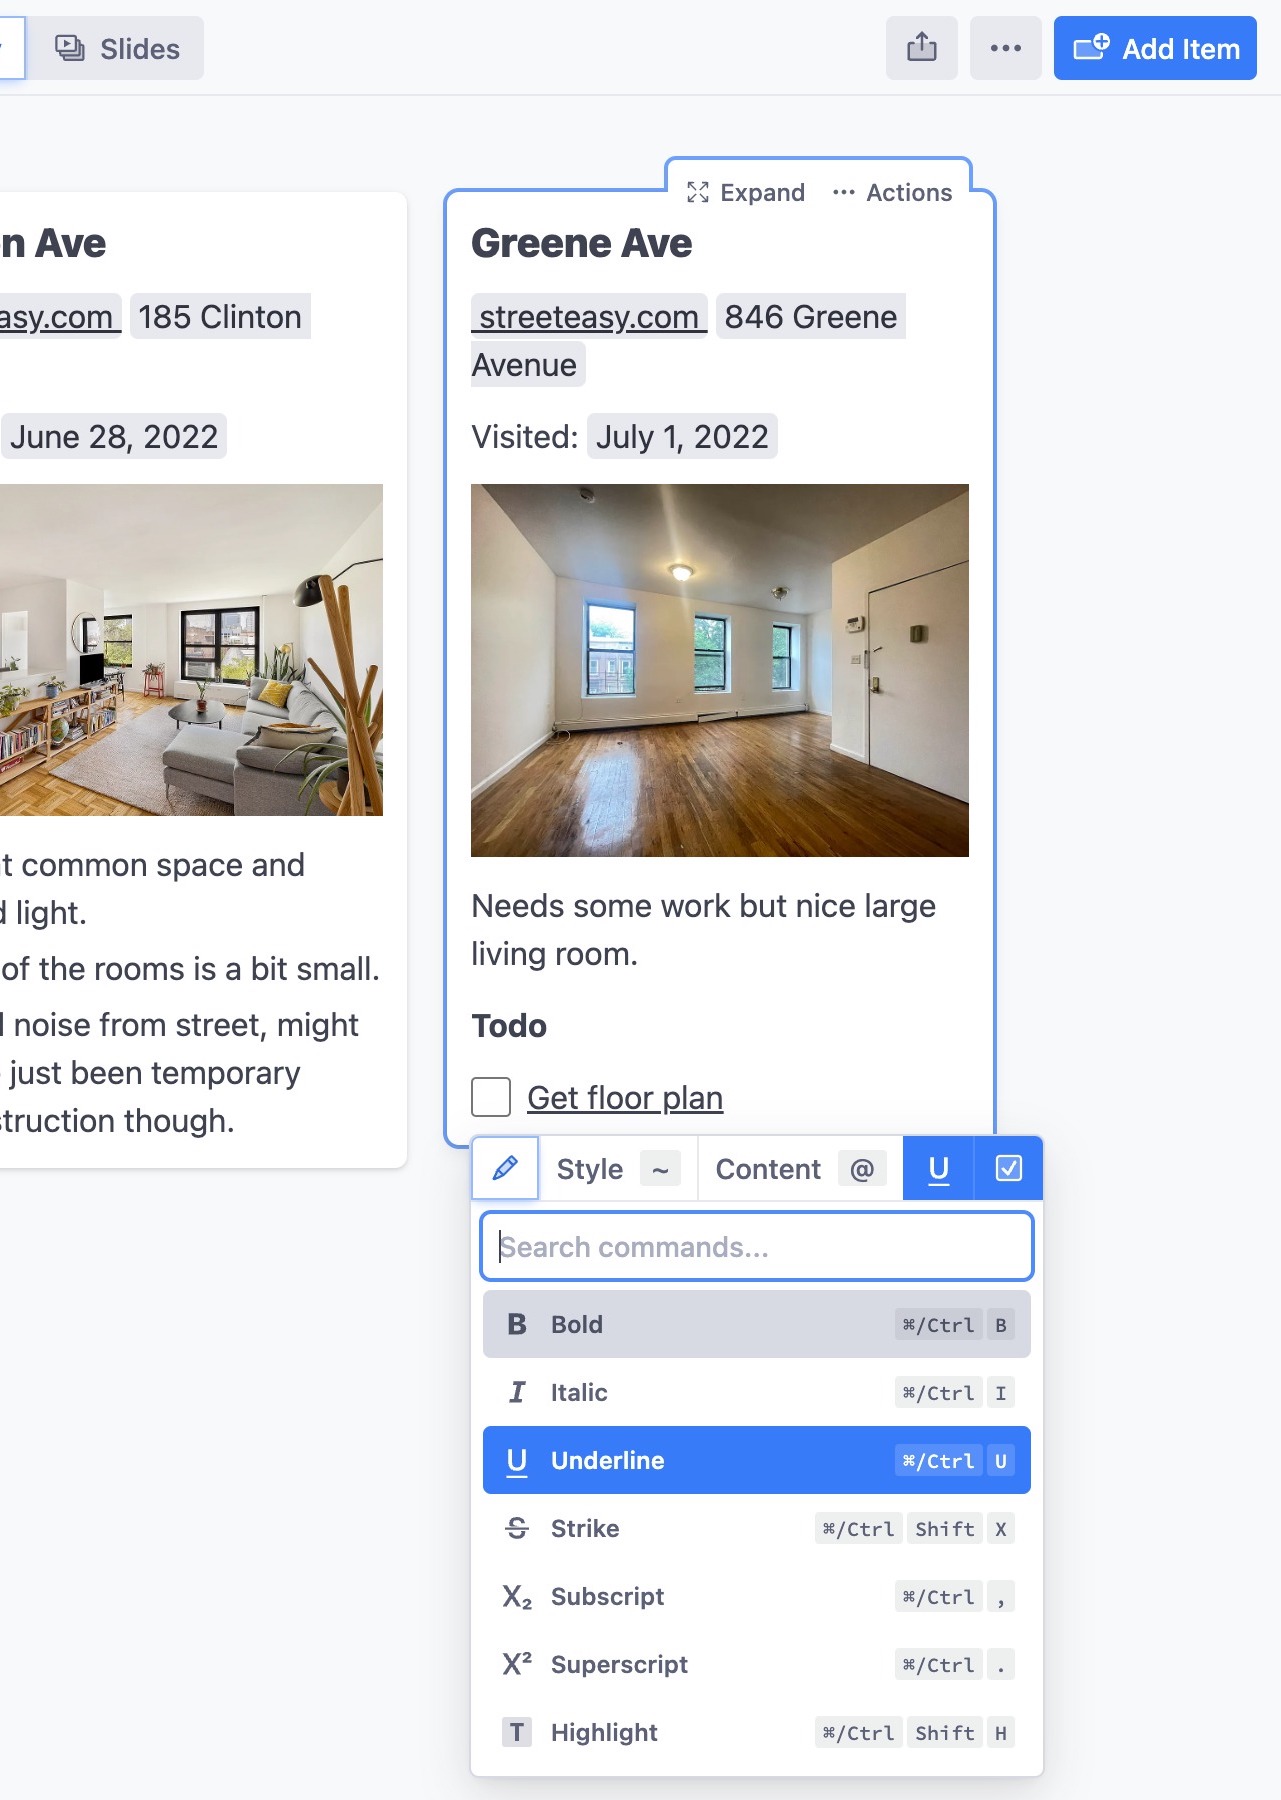 Slides
Add Item
Expand
Actions
n Ave
asy.com 185 Clinton
June 28, 2022
t common space and
light.
of the rooms is a bit small.
noise from street, might
just been temporary
struction though.
Greene Ave
streeteasy.com 846 Greene
Avenue
Visited: July 1, 2022
Needs some work but nice large
living room.
Todo
Get floor plan
Style ~ Content @ U
Search commands...
B Bold ⌘/Ctrl B
I Italic ⌘/Ctrl I
U Underline ⌘/Ctrl U
S Strike ⌘/Ctrl Shift X
X₂ Subscript ⌘/Ctrl ,
X² Superscript ⌘/Ctrl .
T Highlight ⌘/Ctrl Shift H